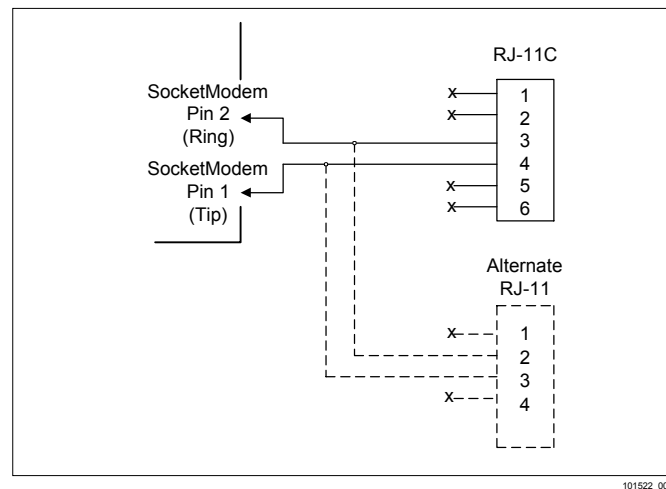 RJ-11C
SocketModem
Pin 2
(Ring)
SocketModem
Pin 1
(Tip)
x 1
x 2
3
4
x 5
x 6
Alternate
RJ-11
x 1
2
3
x 4
101522_00